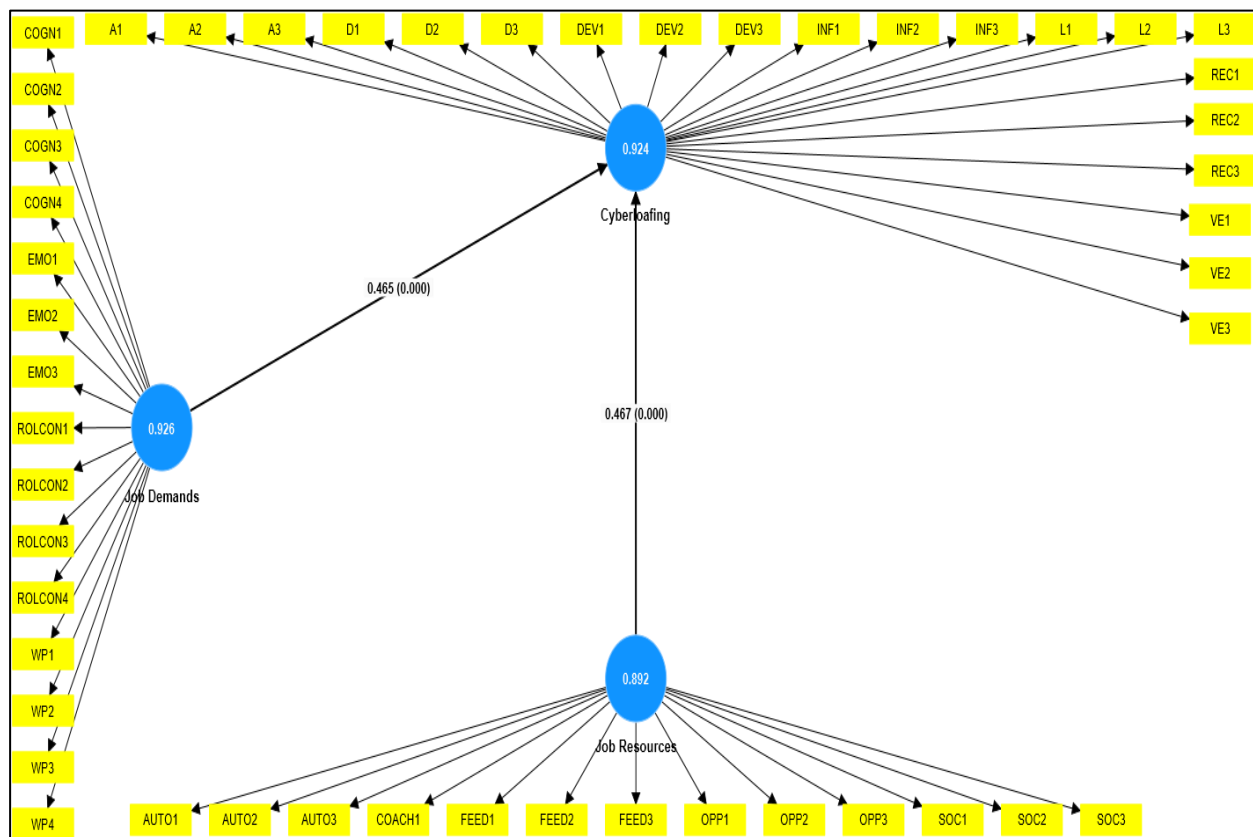 COGN1
A1
A2
A3
D1
D2
D3
DEV1
DEV2
DEV3
INF1
INF2
INF3
L1
L2
L3
REC1
REC2
REC3
VE1
VE2
VE3
COGN2
COGN3
COGN4
EMO1
EMO2
EMO3
ROLCON1
ROLCON2
ROLCON3
ROLCON4
WP1
WP2
WP3
WP4
0.924
Cyberloafing
0.465 (0.000)
0.467 (0.000)
0.926
Job Demands
0.892
Job Resources
AUTO1
AUTO2
AUTO3
COACH1
FEED1
FEED2
FEED3
OPP1
OPP2
OPP3
SOC1
SOC2
SOC3